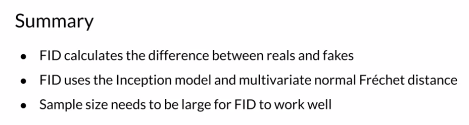 Summary
● FID calculates the difference between reals and fakes
● FID uses the Inception model and multivariate normal Fréchet distance
● Sample size needs to be large for FID to work well